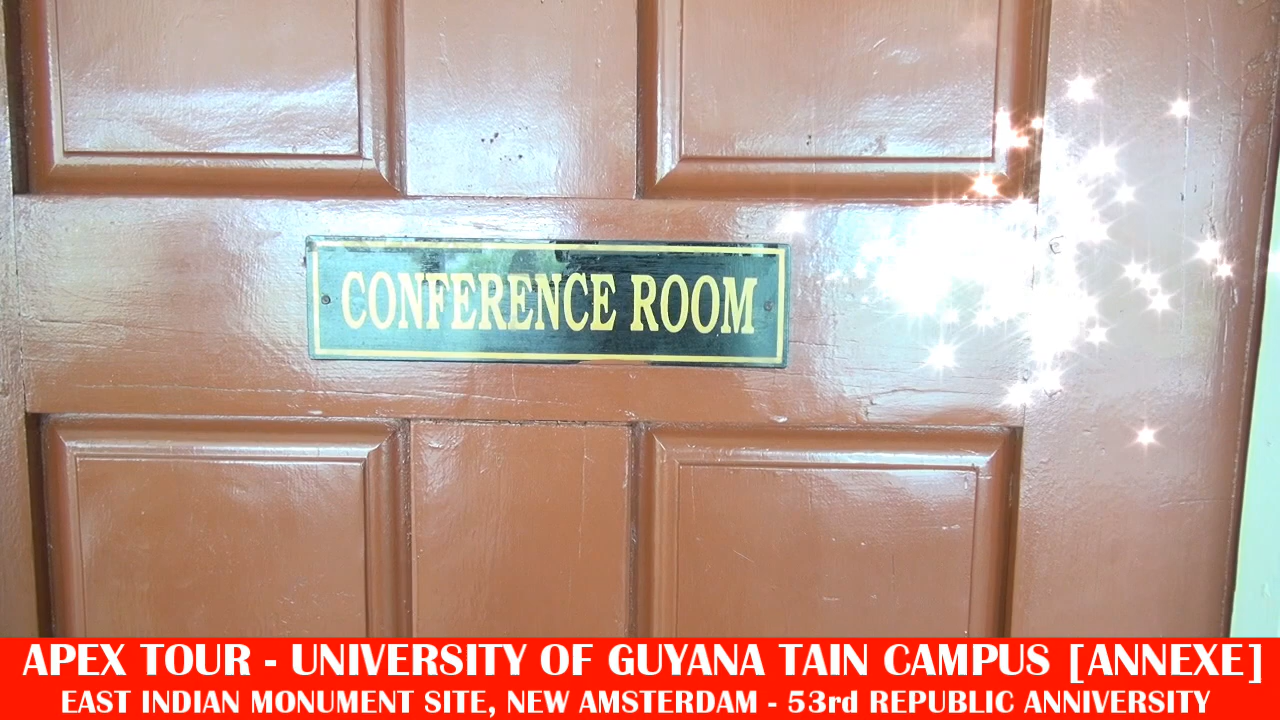 CONFERENCE ROOM
APEX TOUR - UNIVERSITY OF GUYANA TAIN CAMPUS [ANNEXE]
EAST INDIAN MONUMENT SITE, NEW AMSTERDAM - 53rd REPUBLIC ANNIVERSITY